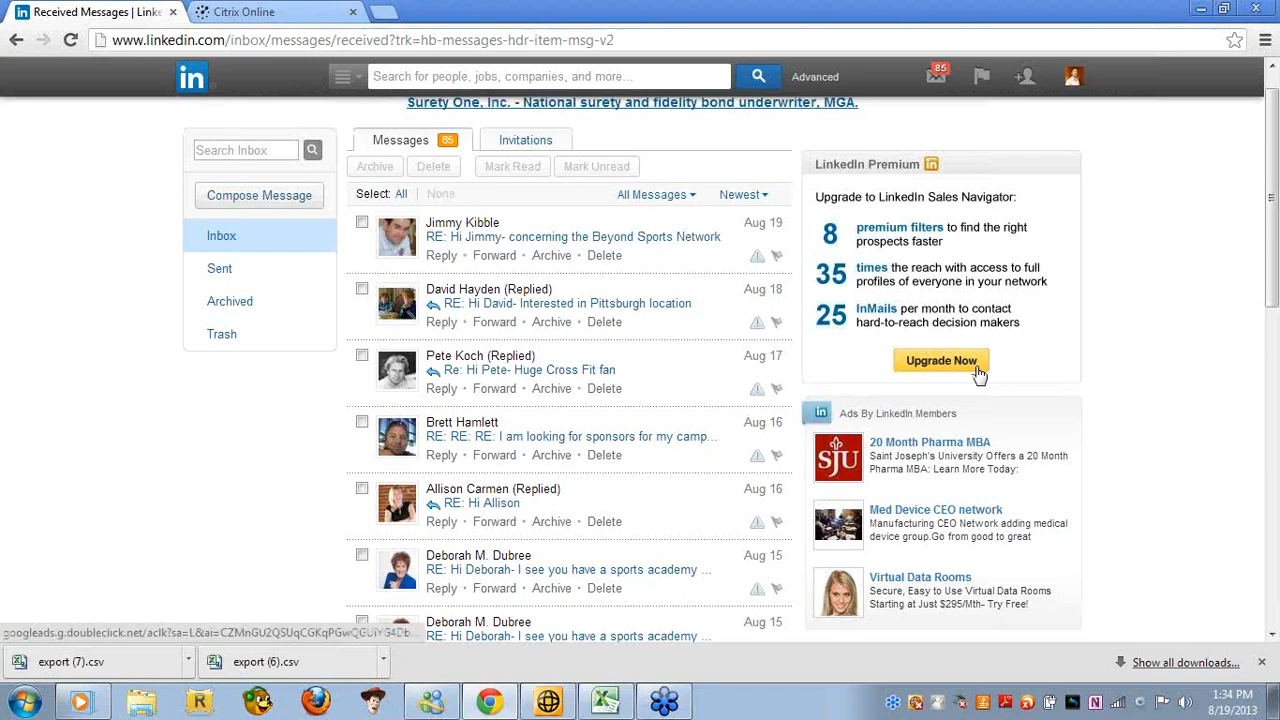 Received Messages | Linke
Citrix Online
www.linkedin.com/inbox/messages/received?trk=hb-messages-hdr-item-msg-v2
in
Search for people, jobs, companies, and more...
Advanced
85
Surety One, Inc. - National surety and fidelity bond underwriter, MGA.
Search Inbox
Compose Message
Inbox
Sent
Archived
Trash
Messages 85
Invitations
Archive
Delete
Mark Read
Mark Unread
Select: All
None
All Messages
Newest
Jimmy Kibble
Aug 19
RE: Hi Jimmy- concerning the Beyond Sports Network
Reply Forward Archive Delete
David Hayden (Replied)
Aug 18
RE: Hi David- Interested in Pittsburgh location
Reply Forward Archive Delete
Pete Koch (Replied)
Aug 17
Re: Hi Pete- Huge Cross Fit fan
Reply Forward Archive Delete
Brett Hamlett
Aug 16
RE: RE: RE: I am looking for sponsors for my camp...
Reply Forward Archive Delete
Allison Carmen (Replied)
Aug 16
RE: Hi Allison
Reply Forward Archive Delete
Deborah M. Dubree
Aug 15
RE: Hi Deborah- I see you have a sports academy ...
Reply Forward Archive Delete
Deborah M. Dubree
Aug 15
RE: Hi Deborah- I see you have a sports academy ...
LinkedIn Premium in
Upgrade to LinkedIn Sales Navigator:
8 premium filters to find the right
prospects faster
35 times the reach with access to full
profiles of everyone in your network
25 InMails per month to contact
hard-to-reach decision makers
Upgrade Now
in
Ads By LinkedIn Members
SJU
20 Month Pharma MBA
Saint Joseph's University Offers a 20 Month
Pharma MBA: Learn More Today:
Med Device CEO network
Manufacturing CEO Network adding medical
device group.Go from good to great
Virtual Data Rooms
Secure, Easy to Use Virtual Data Rooms
Starting at Just $295/Mth- Try Free!
export (7).csv
export (6).csv
Show all downloads...
1:34 PM
8/19/2013